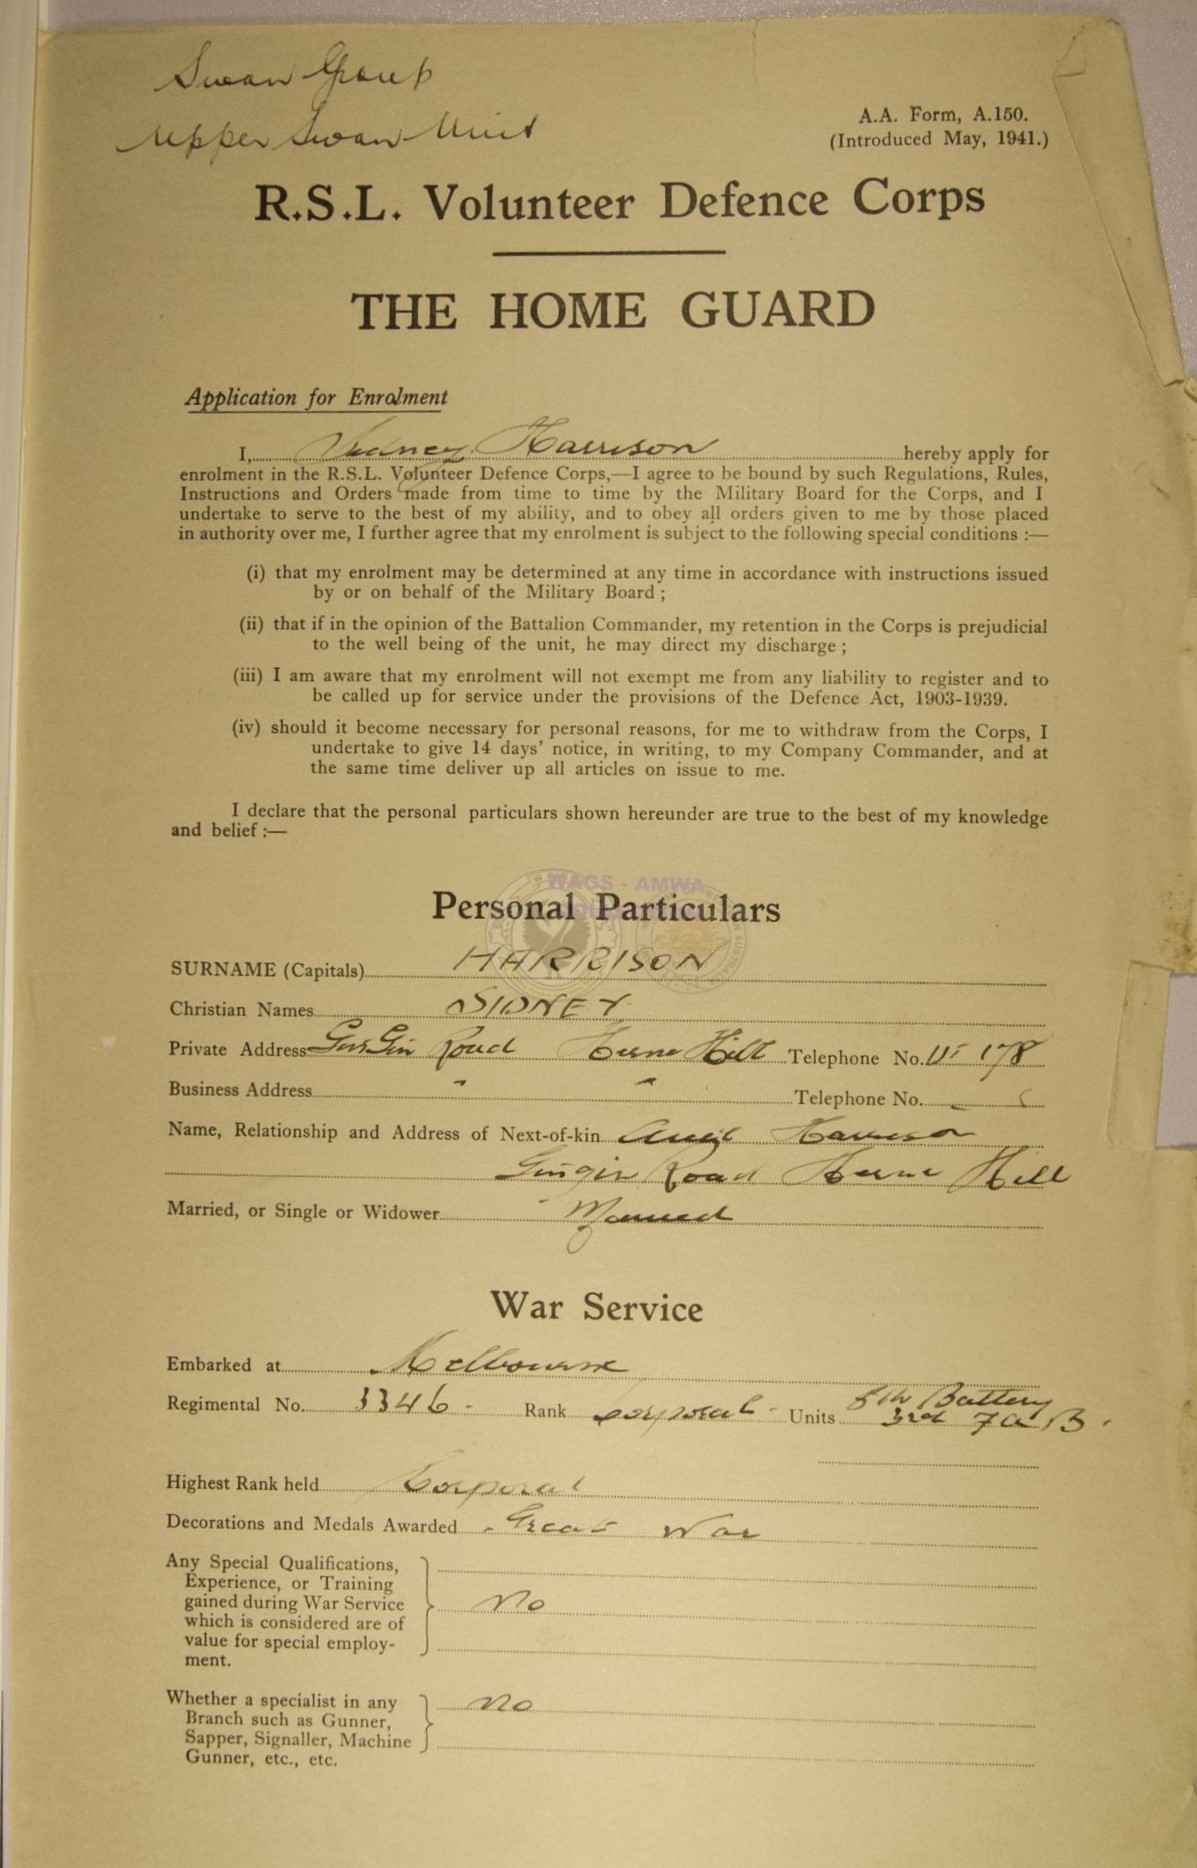 Swan Group
Upper Swan Unit
A.A. Form, A.150.
(Introduced May, 1941.)
R.S.L. Volunteer Defence Corps
THE HOME GUARD
Application for Enrolment
I, Sidney Harrison hereby apply for
enrolment in the R.S.L. Volunteer Defence Corps,—I agree to be bound by such Regulations, Rules,
Instructions and Orders made from time to time by the Military Board for the Corps, and I
undertake to serve to the best of my ability, and to obey all orders given to me by those placed
in authority over me, I further agree that my enrolment is subject to the following special conditions :—
(i) that my enrolment may be determined at any time in accordance with instructions issued
by or on behalf of the Military Board ;
(ii) that if in the opinion of the Battalion Commander, my retention in the Corps is prejudicial
to the well being of the unit, he may direct my discharge ;
(iii) I am aware that my enrolment will not exempt me from any liability to register and to
be called up for service under the provisions of the Defence Act, 1903-1939.
(iv) should it become necessary for personal reasons, for me to withdraw from the Corps, I
undertake to give 14 days' notice, in writing, to my Company Commander, and at
the same time deliver up all articles on issue to me.
I declare that the personal particulars shown hereunder are true to the best of my knowledge
and belief :—
WAGS - AMWA
Personal Particulars
SURNAME (Capitals) HARRISON
Christian Names SIDNEY
Private Address GinGin Road Herne Hill Telephone No. 178
Business Address " " Telephone No.
Name, Relationship and Address of Next-of-kin Harrison
Gingin Road Herne Hill
Married, or Single or Widower Married
War Service
Embarked at Melbourne
Regimental No. 3346 - Rank Corporal - Units 8th Battery
3rd F A B.
Highest Rank held Corporal
Decorations and Medals Awarded Great War
Any Special Qualifications,
Experience, or Training
gained during War Service No
which is considered are of
value for special employ-
ment.
Whether a specialist in any No
Branch such as Gunner,
Sapper, Signaller, Machine
Gunner, etc., etc.